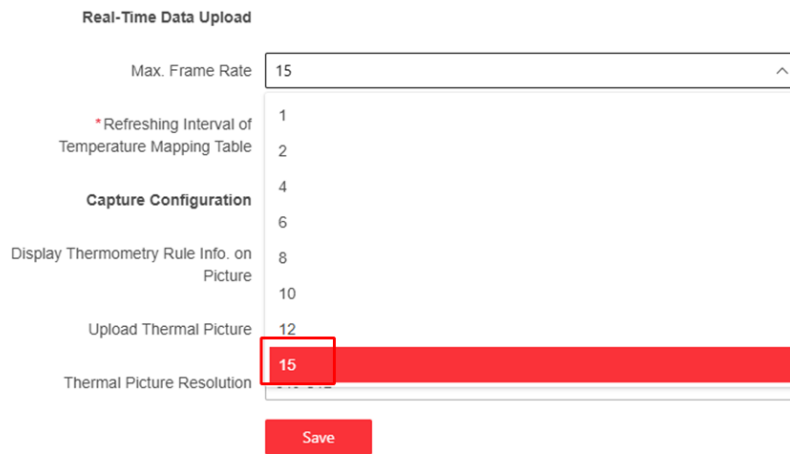 Real-Time Data Upload
Max. Frame Rate 15
1
*Refreshing Interval of
Temperature Mapping Table
2
4
Capture Configuration
6
Display Thermometry Rule Info. on
Picture
8
10
Upload Thermal Picture
12
15
Thermal Picture Resolution
Save